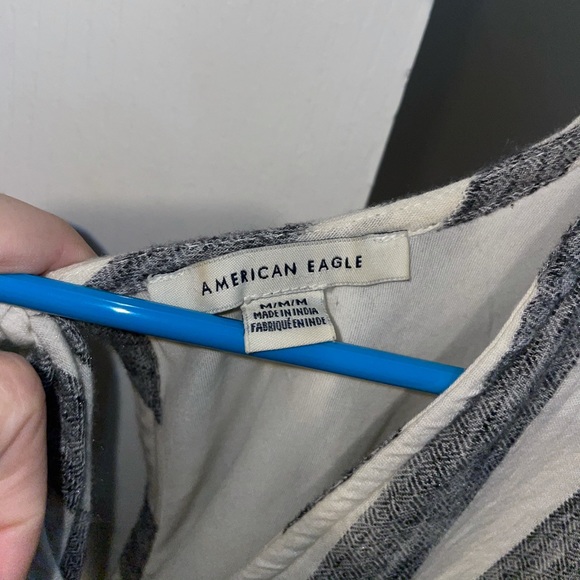 AMERICAN EAGLE
M/M/M
MADE IN INDIA
FABRIQUÉ EN INDE